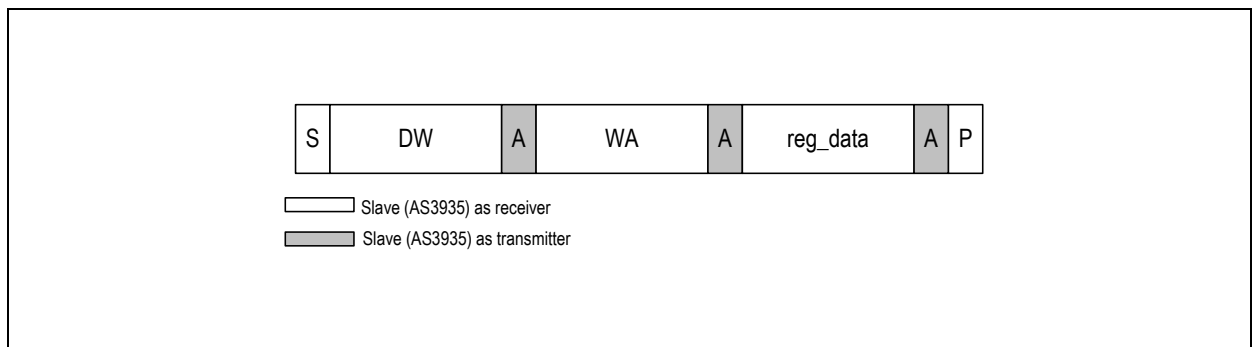 S DW A WA A reg_data A P
Slave (AS3935) as receiver
Slave (AS3935) as transmitter